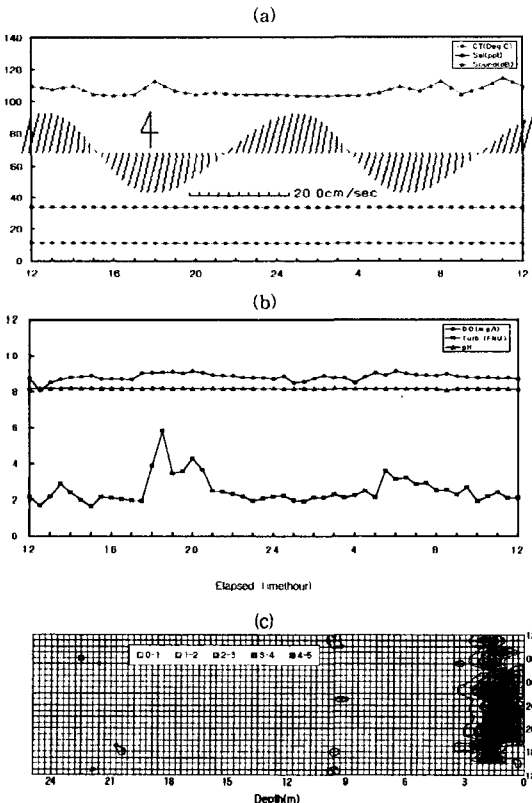 (a)
140
120
100
80
60
40
20
0
CT(Deg C)
Sal(ppt)
Sound(dB)
4
20 0cm/sec
12 16 20 24 4 8 12
(b)
12
10
8
6
4
2
0
DO(mg/l)
Turb (FNU)
pH
12 16 20 24 4 8 12
Elapsed Time(hour)
(c)
0-1 1-2 2-3 3-4 4-5
24 21 18 15 12 9 6 3 0
Depth(m)